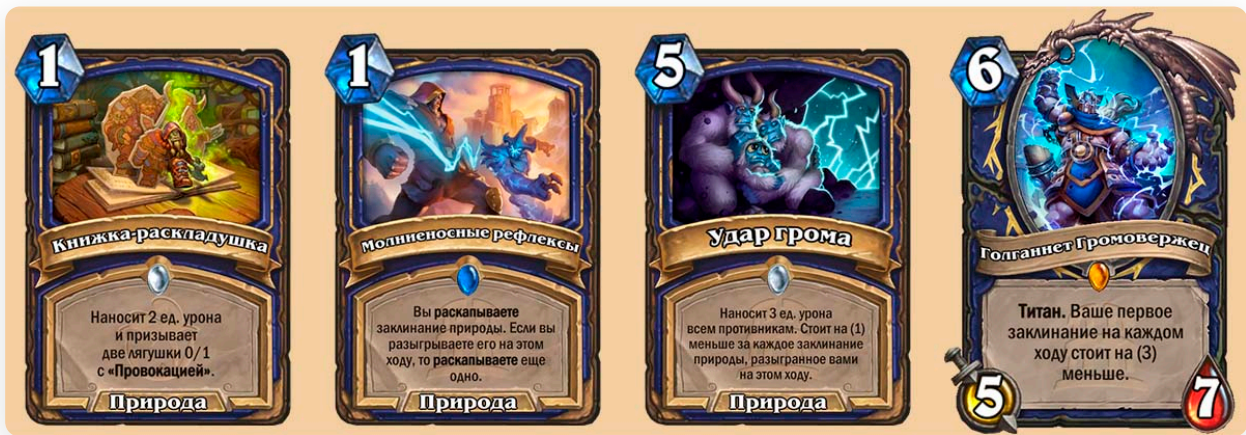 1
Книжка-раскладушка
Наносит 2 ед. урона
и призывает
две лягушки 0/1
с «Провокацией».
Природа
1
Молниеносные рефлексы
Вы раскапываете
заклинание природы. Если вы
разыгрываете его на этом
ходу, то раскапываете еще
одно.
Природа
5
Удар грома
Наносит 3 ед. урона
всем противникам. Стоит на (1)
меньше за каждое заклинание
природы, разыгранное вами
на этом ходу.
Природа
6
Голганнет Громовержец
Титан. Ваше первое
заклинание на каждом
ходу стоит на (3)
меньше.
5
7